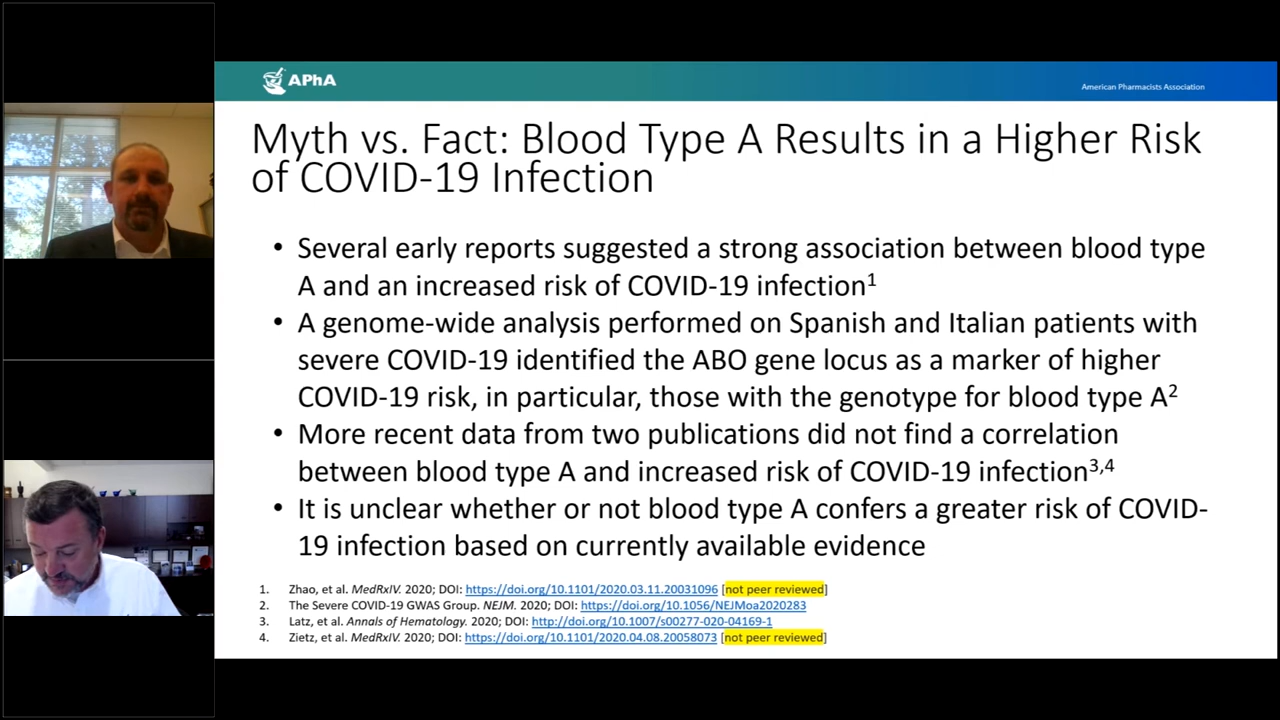 APhA
American Pharmacists Association
Myth vs. Fact: Blood Type A Results in a Higher Risk
of COVID-19 Infection
• Several early reports suggested a strong association between blood type
A and an increased risk of COVID-19 infection1
• A genome-wide analysis performed on Spanish and Italian patients with
severe COVID-19 identified the ABO gene locus as a marker of higher
COVID-19 risk, in particular, those with the genotype for blood type A2
• More recent data from two publications did not find a correlation
between blood type A and increased risk of COVID-19 infection3,4
• It is unclear whether or not blood type A confers a greater risk of COVID-
19 infection based on currently available evidence
1. Zhao, et al. MedRxIV. 2020; DOI: https://doi.org/10.1101/2020.03.11.20031096 [not peer reviewed]
2. The Severe COVID-19 GWAS Group. NEJM. 2020; DOI: https://doi.org/10.1056/NEJMoa2020283
3. Latz, et al. Annals of Hematology. 2020; DOI: http://doi.org/10.1007/s00277-020-04169-1
4. Zietz, et al. MedRxIV. 2020; DOI: https://doi.org/10.1101/2020.04.08.20058073 [not peer reviewed]